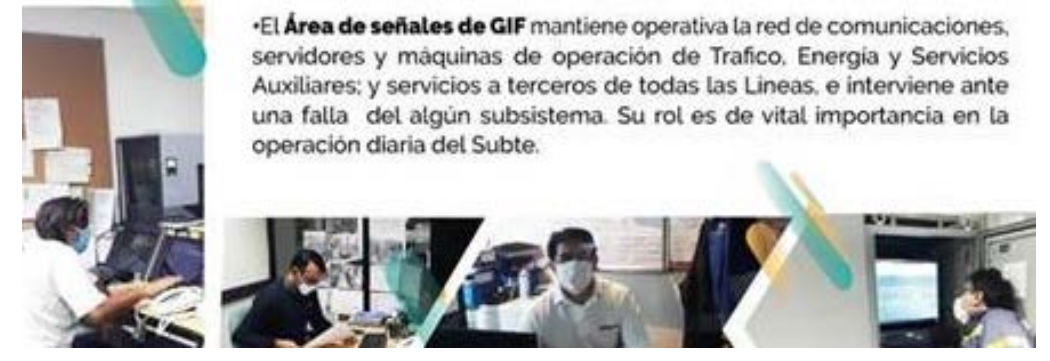 •El Área de señales de GIF mantiene operativa la red de comunicaciones,
servidores y máquinas de operación de Trafico, Energía y Servicios
Auxiliares; y servicios a terceros de todas las Lineas, e interviene ante
una falla del algún subsistema. Su rol es de vital importancia en la
operación diaria del Subte.